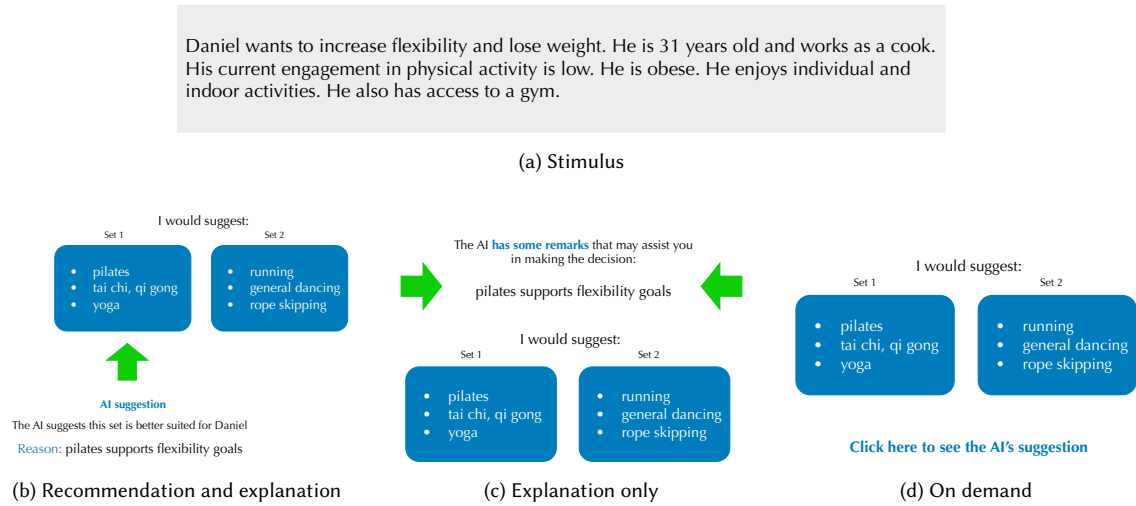 Daniel wants to increase flexibility and lose weight. He is 31 years old and works as a cook.
His current engagement in physical activity is low. He is obese. He enjoys individual and
indoor activities. He also has access to a gym.
(a) Stimulus
I would suggest:
Set 1
Set 2
• pilates
• tai chi, qi gong
• yoga
• running
• general dancing
• rope skipping
AI suggestion
The AI suggests this set is better suited for Daniel
Reason: pilates supports flexibility goals
(b) Recommendation and explanation
The AI has some remarks that may assist you
in making the decision:
pilates supports flexibility goals
I would suggest:
Set 1
Set 2
• pilates
• tai chi, qi gong
• yoga
• running
• general dancing
• rope skipping
(c) Explanation only
I would suggest:
Set 1
Set 2
• pilates
• tai chi, qi gong
• yoga
• running
• general dancing
• rope skipping
Click here to see the AI's suggestion
(d) On demand